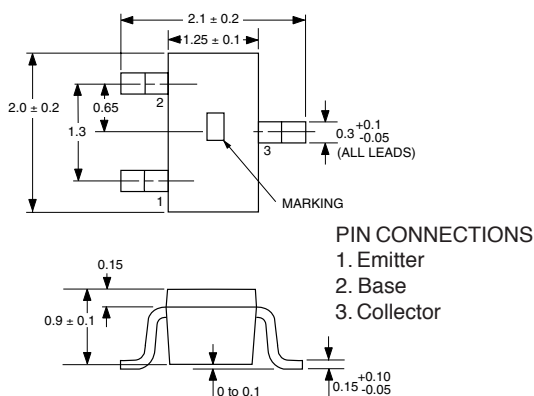 2.1 ± 0.2
1.25 ± 0.1
2.0 ± 0.2
0.65
1.3
2
3
1
0.3 +0.1 -0.05
(ALL LEADS)
MARKING
PIN CONNECTIONS
1. Emitter
2. Base
3. Collector
0.15
0.9 ± 0.1
0 to 0.1
0.15 +0.10 -0.05